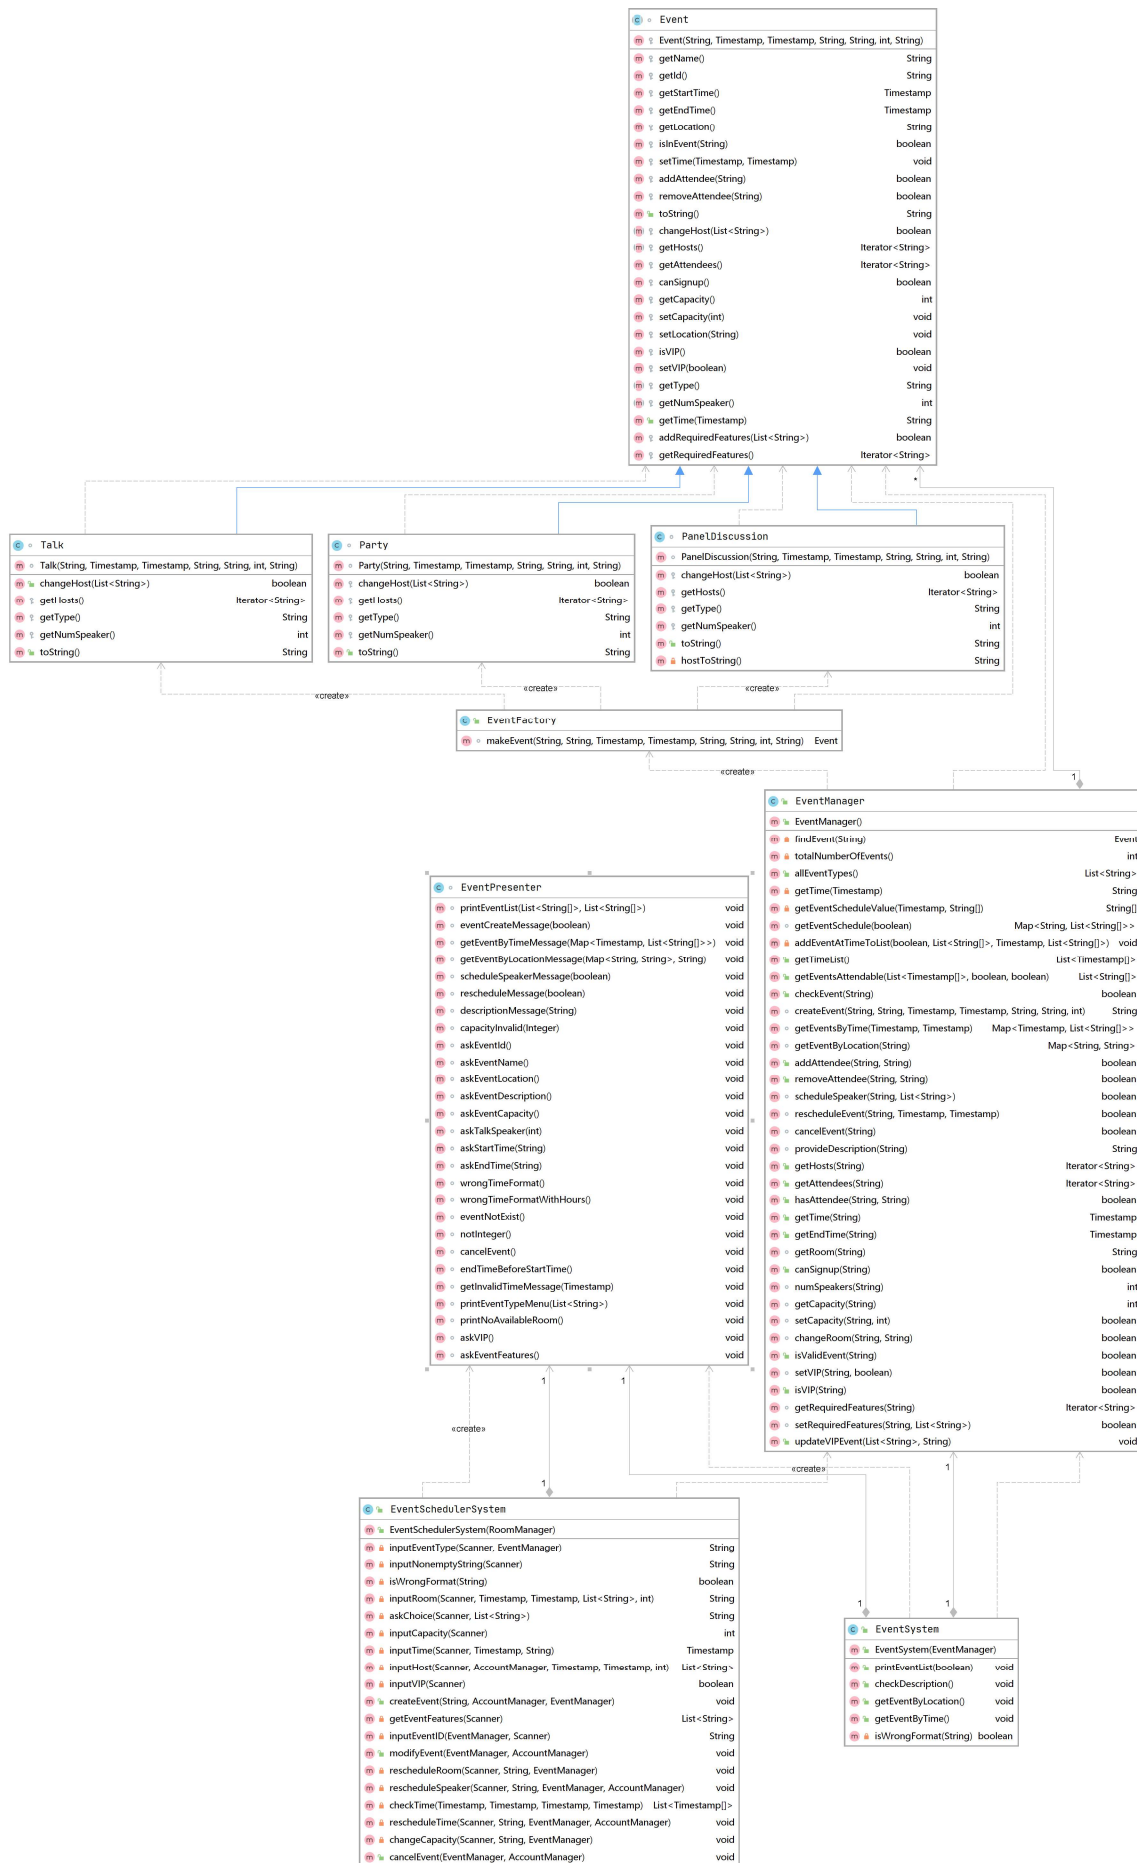 Event
Event(String, Timestamp, Timestamp, String, String, int, String)
getName() String
getId() String
getStartTime() Timestamp
getEndTime() Timestamp
getLocation() String
isInEvent(String) boolean
setTime(Timestamp, Timestamp) void
addAttendee(String) boolean
removeAttendee(String) boolean
toString() String
changeHost(List<String>) boolean
getHosts() Iterator<String>
getAttendees() Iterator<String>
canSignup() boolean
getCapacity() int
setCapacity(int) void
setLocation(String) void
isVIP() boolean
setVIP(boolean) void
getType() String
getNumSpeaker() int
getTime(Timestamp) String
addRequiredFeatures(List<String>) boolean
getRequiredFeatures() Iterator<String>
*
Talk
Talk(String, Timestamp, Timestamp, String, String, int, String)
changeHost(List<String>) boolean
getHosts() Iterator<String>
getType() String
getNumSpeaker() int
toString() String
Party
Party(String, Timestamp, Timestamp, String, String, int, String)
changeHost(List<String>) boolean
getHosts() Iterator<String>
getType() String
getNumSpeaker() int
toString() String
PanelDiscussion
PanelDiscussion(String, Timestamp, Timestamp, String, String, int, String)
changeHost(List<String>) boolean
getHosts() Iterator<String>
getType() String
getNumSpeaker() int
toString() String
hostToString() String
«create»
«create»
«create»
EventFactory
makeEvent(String, String, Timestamp, Timestamp, String, String, int, String) Event
«create»
1
EventManager
EventManager()
findEvent(String) Event
totalNumberOfEvents() int
allEventTypes() List<String>
getTime(Timestamp) String
getEventScheduleValue(Timestamp, String[]) String[]
getEventSchedule(boolean) Map<String, List<String[]>>
addEventAtTimeToList(boolean, List<String[]>, Timestamp, List<String[]>) void
getTimeList() List<Timestamp[]>
getEventsAttendable(List<Timestamp[]>, boolean, boolean) List<String[]>
checkEvent(String) boolean
createEvent(String, String, Timestamp, Timestamp, String, String, int) String
getEventsByTime(Timestamp, Timestamp) Map<Timestamp, List<String[]>>
getEventByLocation(String) Map<String, String>
addAttendee(String, String) boolean
removeAttendee(String, String) boolean
scheduleSpeaker(String, List<String>) boolean
rescheduleEvent(String, Timestamp, Timestamp) boolean
cancelEvent(String) boolean
provideDescription(String) String
getHosts(String) Iterator<String>
getAttendees(String) Iterator<String>
hasAttendee(String, String) boolean
getTime(String) Timestamp
getEndTime(String) Timestamp
getRoom(String) String
canSignup(String) boolean
numSpeakers(String) int
getCapacity(String) int
setCapacity(String, int) boolean
changeRoom(String, String) boolean
isValidEvent(String) boolean
setVIP(String, boolean) boolean
isVIP(String) boolean
getRequiredFeatures(String) Iterator<String>
setRequiredFeatures(String, List<String>) boolean
updateVIPEvent(List<String>, String) void
EventPresenter
printEventList(List<String[]>, List<String[]>) void
eventCreateMessage(boolean) void
getEventByTimeMessage(Map<Timestamp, List<String[]>>) void
getEventByLocationMessage(Map<String, String>, String) void
scheduleSpeakerMessage(boolean) void
rescheduleMessage(boolean) void
descriptionMessage(String) void
capacityInvalid(Integer) void
askEventId() void
askEventName() void
askEventLocation() void
askEventDescription() void
askEventCapacity() void
askTalkSpeaker(int) void
askStartTime(String) void
askEndTime(String) void
wrongTimeFormat() void
wrongTimeFormatWithHours() void
eventNotExist() void
notInteger() void
cancelEvent() void
endTimeBeforeStartTime() void
getInvalidTimeMessage(Timestamp) void
printEventTypeMenu(List<String>) void
printNoAvailableRoom() void
askVIP() void
askEventFeatures() void
1
1
«create»
«create»
1
1
1
1
EventSchedulerSystem
EventSchedulerSystem(RoomManager)
inputEventType(Scanner, EventManager) String
inputNonemptyString(Scanner) String
isWrongFormat(String) boolean
inputRoom(Scanner, Timestamp, Timestamp, List<String>, int) String
askChoice(Scanner, List<String>) String
inputCapacity(Scanner) int
inputTime(Scanner, Timestamp, String) Timestamp
inputHost(Scanner, AccountManager, Timestamp, Timestamp, int) List<String>
inputVIP(Scanner) boolean
createEvent(String, AccountManager, EventManager) void
getEventFeatures(Scanner) List<String>
inputEventID(EventManager, Scanner) String
modifyEvent(EventManager, AccountManager) void
rescheduleRoom(Scanner, String, EventManager) void
rescheduleSpeaker(Scanner, String, EventManager, AccountManager) void
checkTime(Timestamp, Timestamp, Timestamp, Timestamp) List<Timestamp[]>
rescheduleTime(Scanner, String, EventManager, AccountManager) void
changeCapacity(Scanner, String, EventManager) void
cancelEvent(EventManager, AccountManager) void
EventSystem
EventSystem(EventManager)
printEventList(boolean) void
checkDescription() void
getEventByLocation() void
getEventByTime() void
isWrongFormat(String) boolean